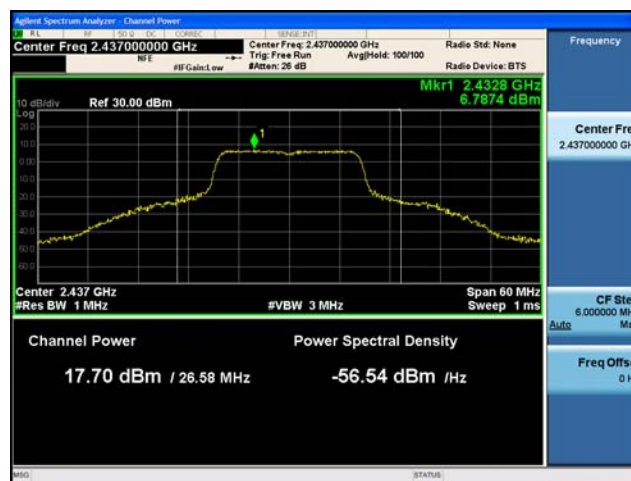 Agilent Spectrum Analyzer - Channel Power
RL RF 50 Ω DC CORREC SENSE:INT
Center Freq 2.437000000 GHz
NFE
#IFGain:Low
Center Freq: 2.437000000 GHz
Trig: Free Run Avg|Hold: 100/100
#Atten: 26 dB
Radio Std: None
Radio Device: BTS
Mkr1 2.4328 GHz
6.7874 dBm
10 dB/div Ref 30.00 dBm
Log
20.0
10.0
0.00
-10.0
-20.0
-30.0
-40.0
-50.0
-60.0
1
Center 2.437 GHz Span 60 MHz
#Res BW 1 MHz #VBW 3 MHz Sweep 1 ms
Channel Power Power Spectral Density
17.70 dBm / 26.58 MHz -56.54 dBm /Hz
MSG STATUS
Frequency
Center Fre
2.437000000 GH
CF Ste
6.000000 MH
Auto Ma
Freq Offs
0 H